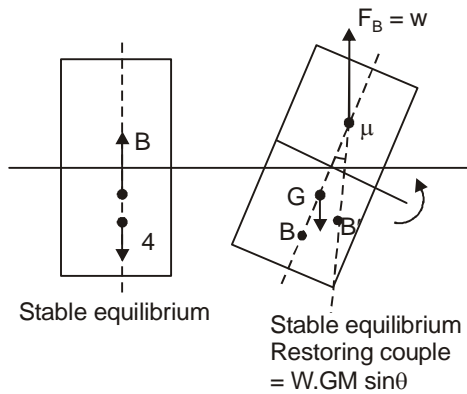 F_B = w
B
μ
G
4
B
B'
Stable equilibrium
Stable equilibrium
Restoring couple
= W.GM sinθ